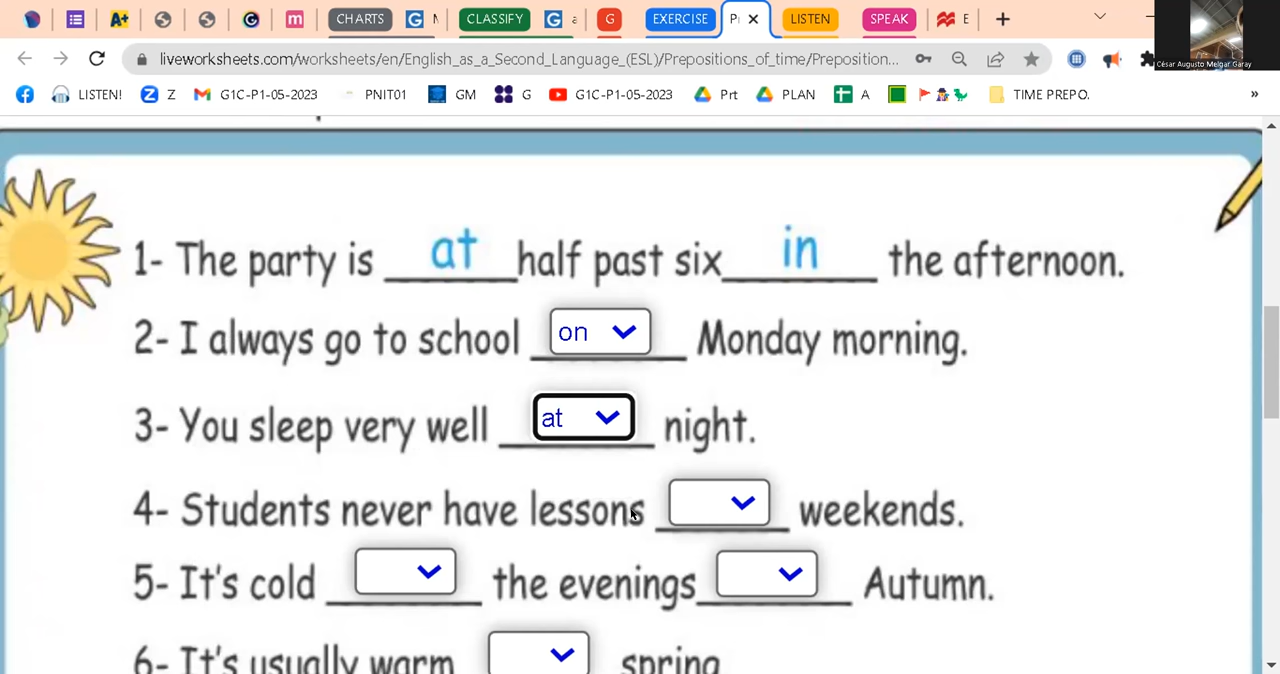 CHARTS
CLASSIFY
a
G
EXERCISE
LISTEN
SPEAK
E
liveworksheets.com/worksheets/en/English_as_a_Second_Language_(ESL)/Prepositions_of_time/Preposition...
César Augusto Melgar Garay
LISTEN! Z G1C-P1-05-2023 PNIT01 GM G G1C-P1-05-2023 Prt PLAN A TIME PREPO. »
1- The party is at half past six in the afternoon.
2- I always go to school on Monday morning.
3- You sleep very well at night.
4- Students never have lessons weekends.
5- It's cold the evenings Autumn.
6- It's usually warm spring